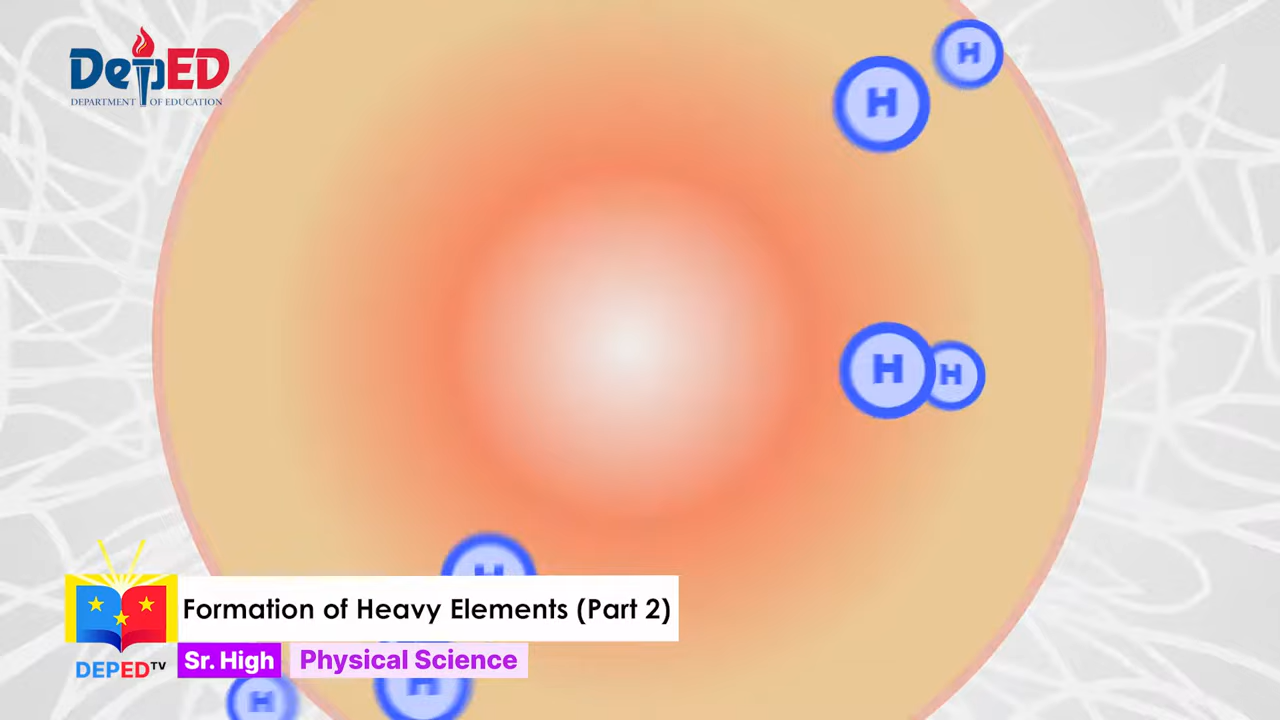 DepED
DEPARTMENT OF EDUCATION
H
H
H
H
H
Formation of Heavy Elements (Part 2)
DEPED TV
Sr. High
Physical Science
H
H